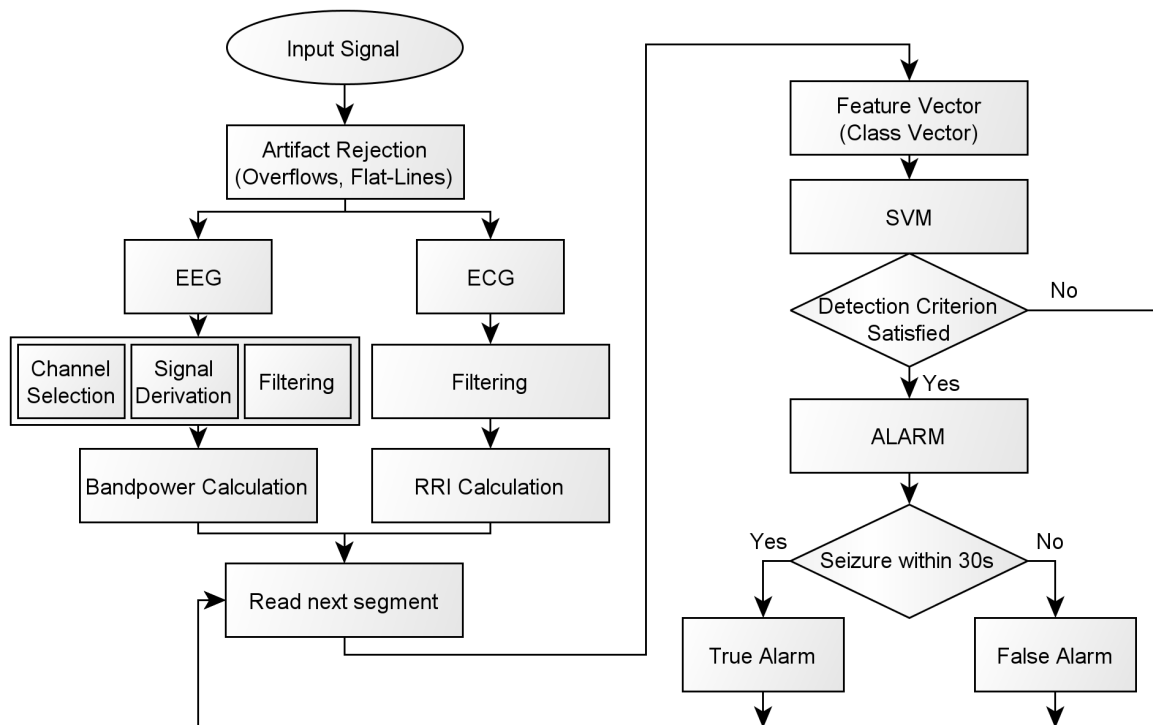 Input Signal
Artifact Rejection
(Overflows, Flat-Lines)
EEG
ECG
Channel
Selection
Signal
Derivation
Filtering
Filtering
Bandpower Calculation
RRI Calculation
Read next segment
Feature Vector
(Class Vector)
SVM
Detection Criterion
Satisfied
No
Yes
ALARM
Seizure within 30s
Yes
No
True Alarm
False Alarm